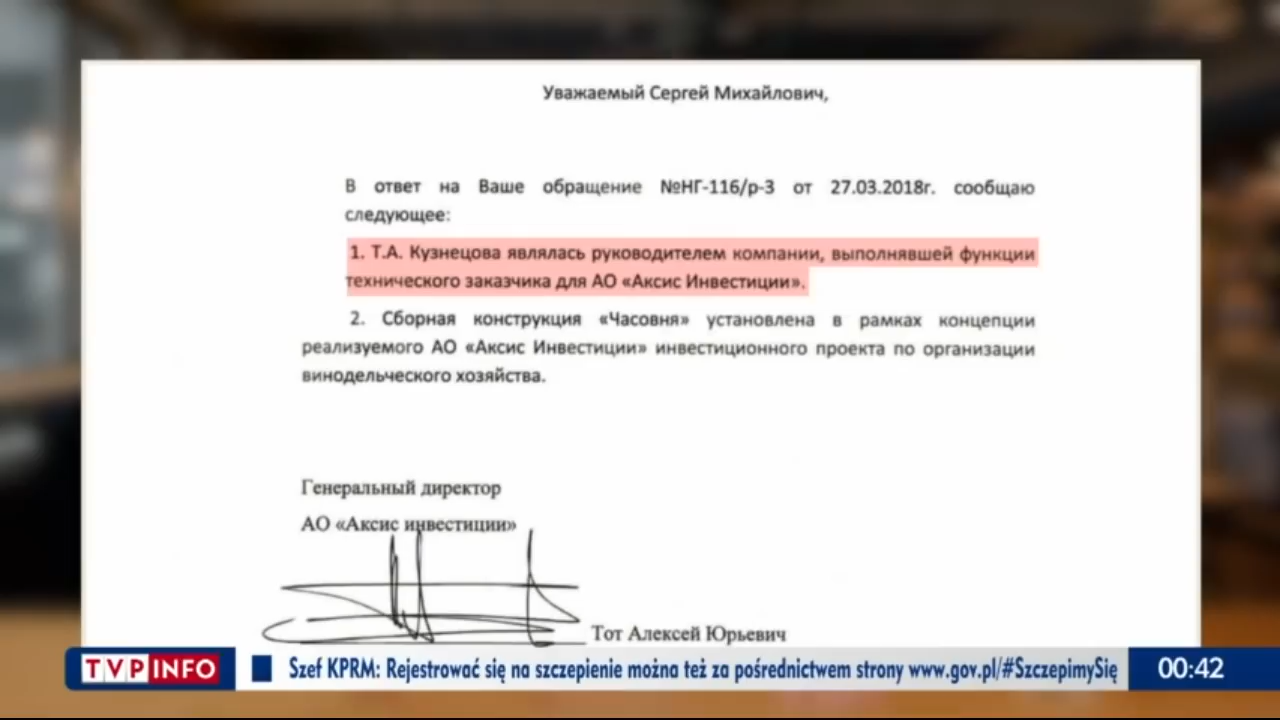 Уважаемый Сергей Михайлович,
В ответ на Ваше обращение №НГ-116/р-3 от 27.03.2018г. сообщаю
следующее:
1. Т.А. Кузнецова являлась руководителем компании, выполнявшей функции
технического заказчика для АО «Аксис Инвестиции».
2. Сборная конструкция «Часовня» установлена в рамках концепции
реализуемого АО «Аксис Инвестиции» инвестиционного проекта по организации
винодельческого хозяйства.
Генеральный директор
АО «Аксис инвестиции»
Тот Алексей Юрьевич
TVP INFO
Szef KPRM: Rejestrować się na szczepienie można też za pośrednictwem strony www.gov.pl/#SzczepimySię
00:42